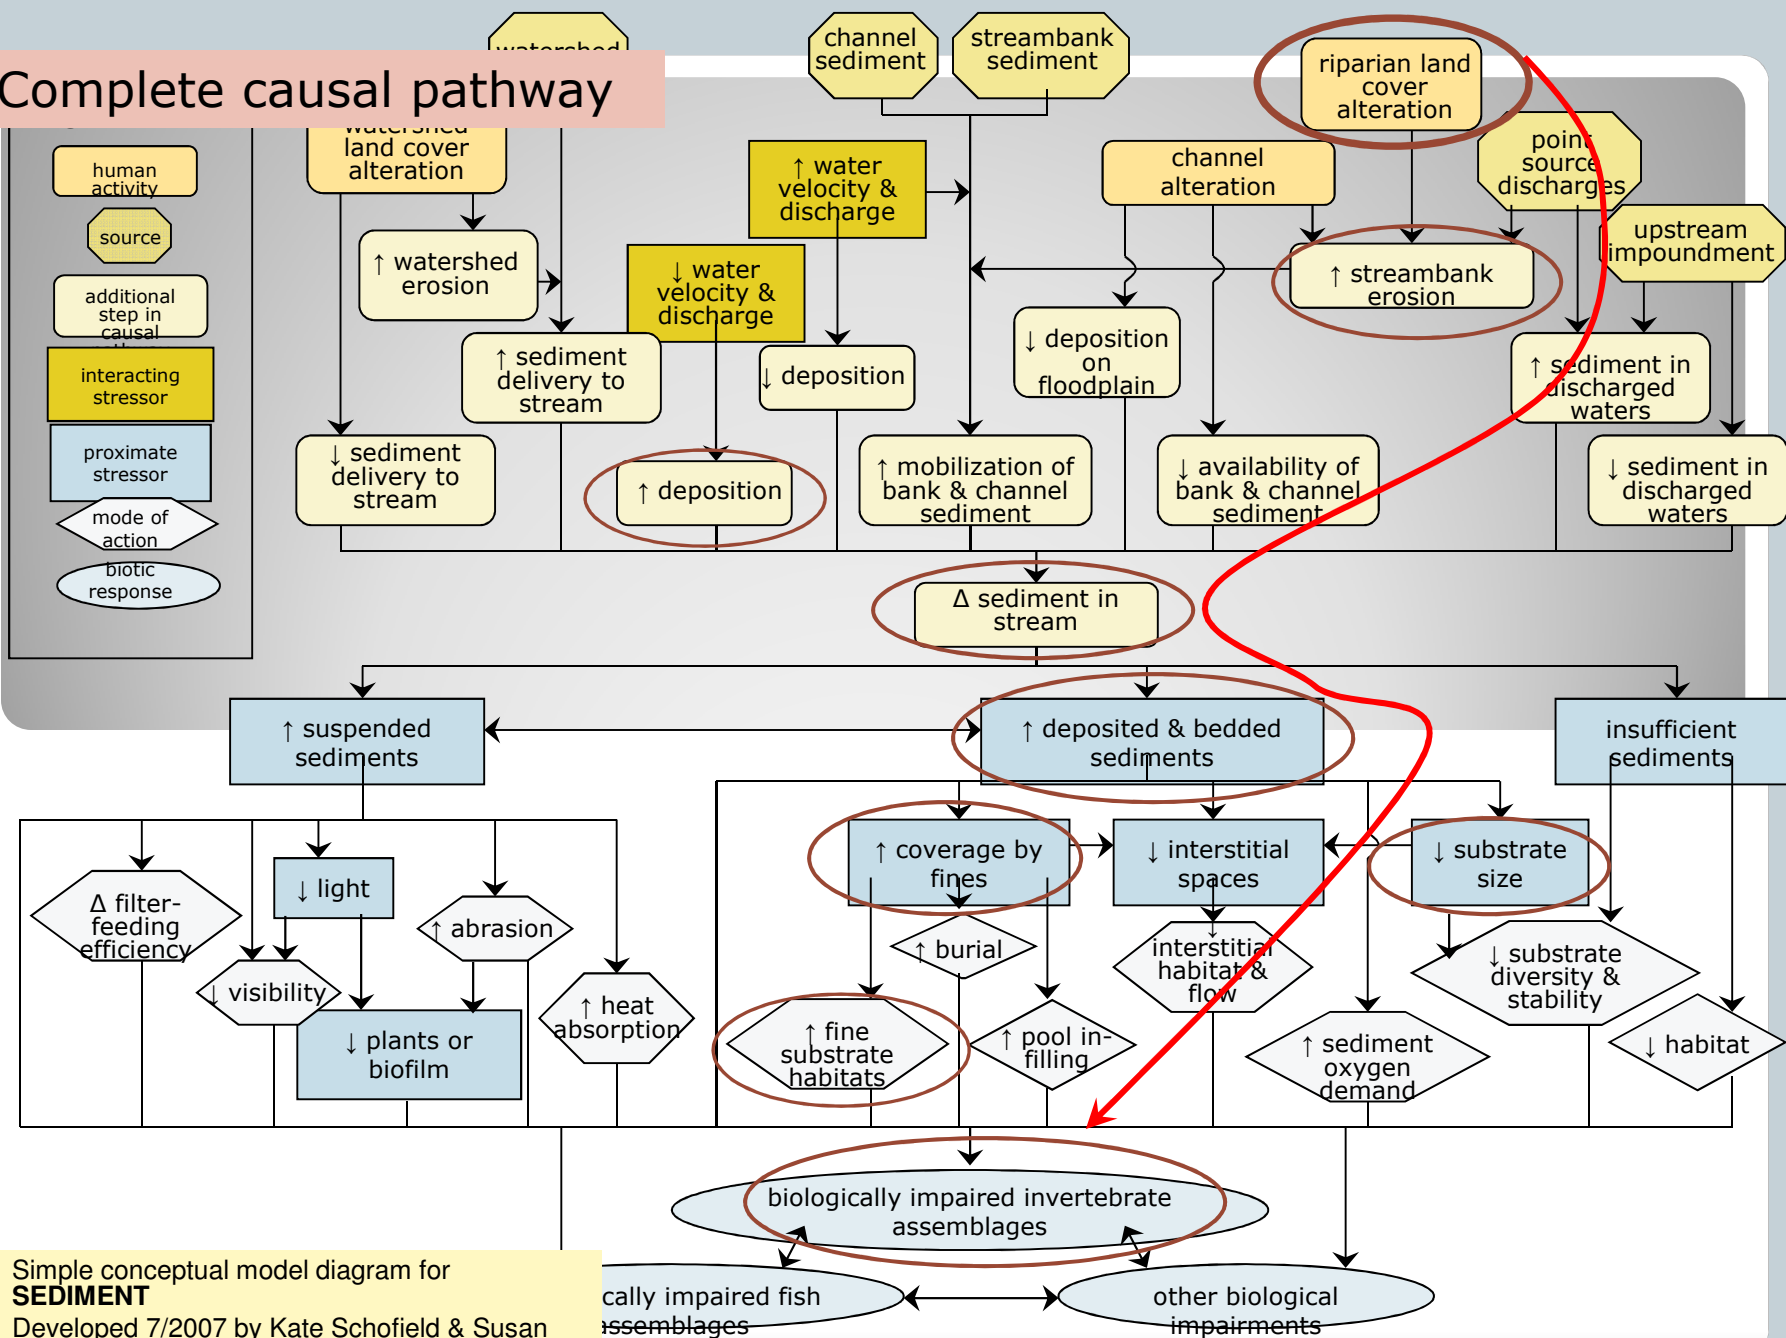 watershed
channel
sediment
streambank
sediment
riparian land
cover
alteration
Complete causal pathway
watershed
land cover
alteration
human
activity
source
additional
step in
causal
interacting
stressor
proximate
stressor
mode of
action
biotic
response
↑ water
velocity &
discharge
channel
alteration
point
source
discharges
upstream
impoundment
↑ watershed
erosion
↓ water
velocity &
discharge
↑ streambank
erosion
↑ sediment
delivery to
stream
↓ deposition
↓ deposition
on
floodplain
↑ sediment in
discharged
waters
↓ sediment
delivery to
stream
↑ deposition
↑ mobilization of
bank & channel
sediment
↓ availability of
bank & channel
sediment
↓ sediment in
discharged
waters
Δ sediment in
stream
↑ suspended
sediments
↑ deposited & bedded
sediments
insufficient
sediments
↑ coverage by
fines
↓ interstitial
spaces
↓ substrate
size
Δ filter-
feeding
efficiency
↓ light
↑ abrasion
↓ visibility
↑ heat
absorption
↓ plants or
biofilm
↑ burial
↓
interstitial
habitat &
flow
↓ substrate
diversity &
stability
↑ fine
substrate
habitats
↑ pool in-
filling
↑ sediment
oxygen
demand
↓ habitat
biologically impaired invertebrate
assemblages
cally impaired fish
assemblages
other biological
impairments
Simple conceptual model diagram for
SEDIMENT
Developed 7/2007 by Kate Schofield & Susan